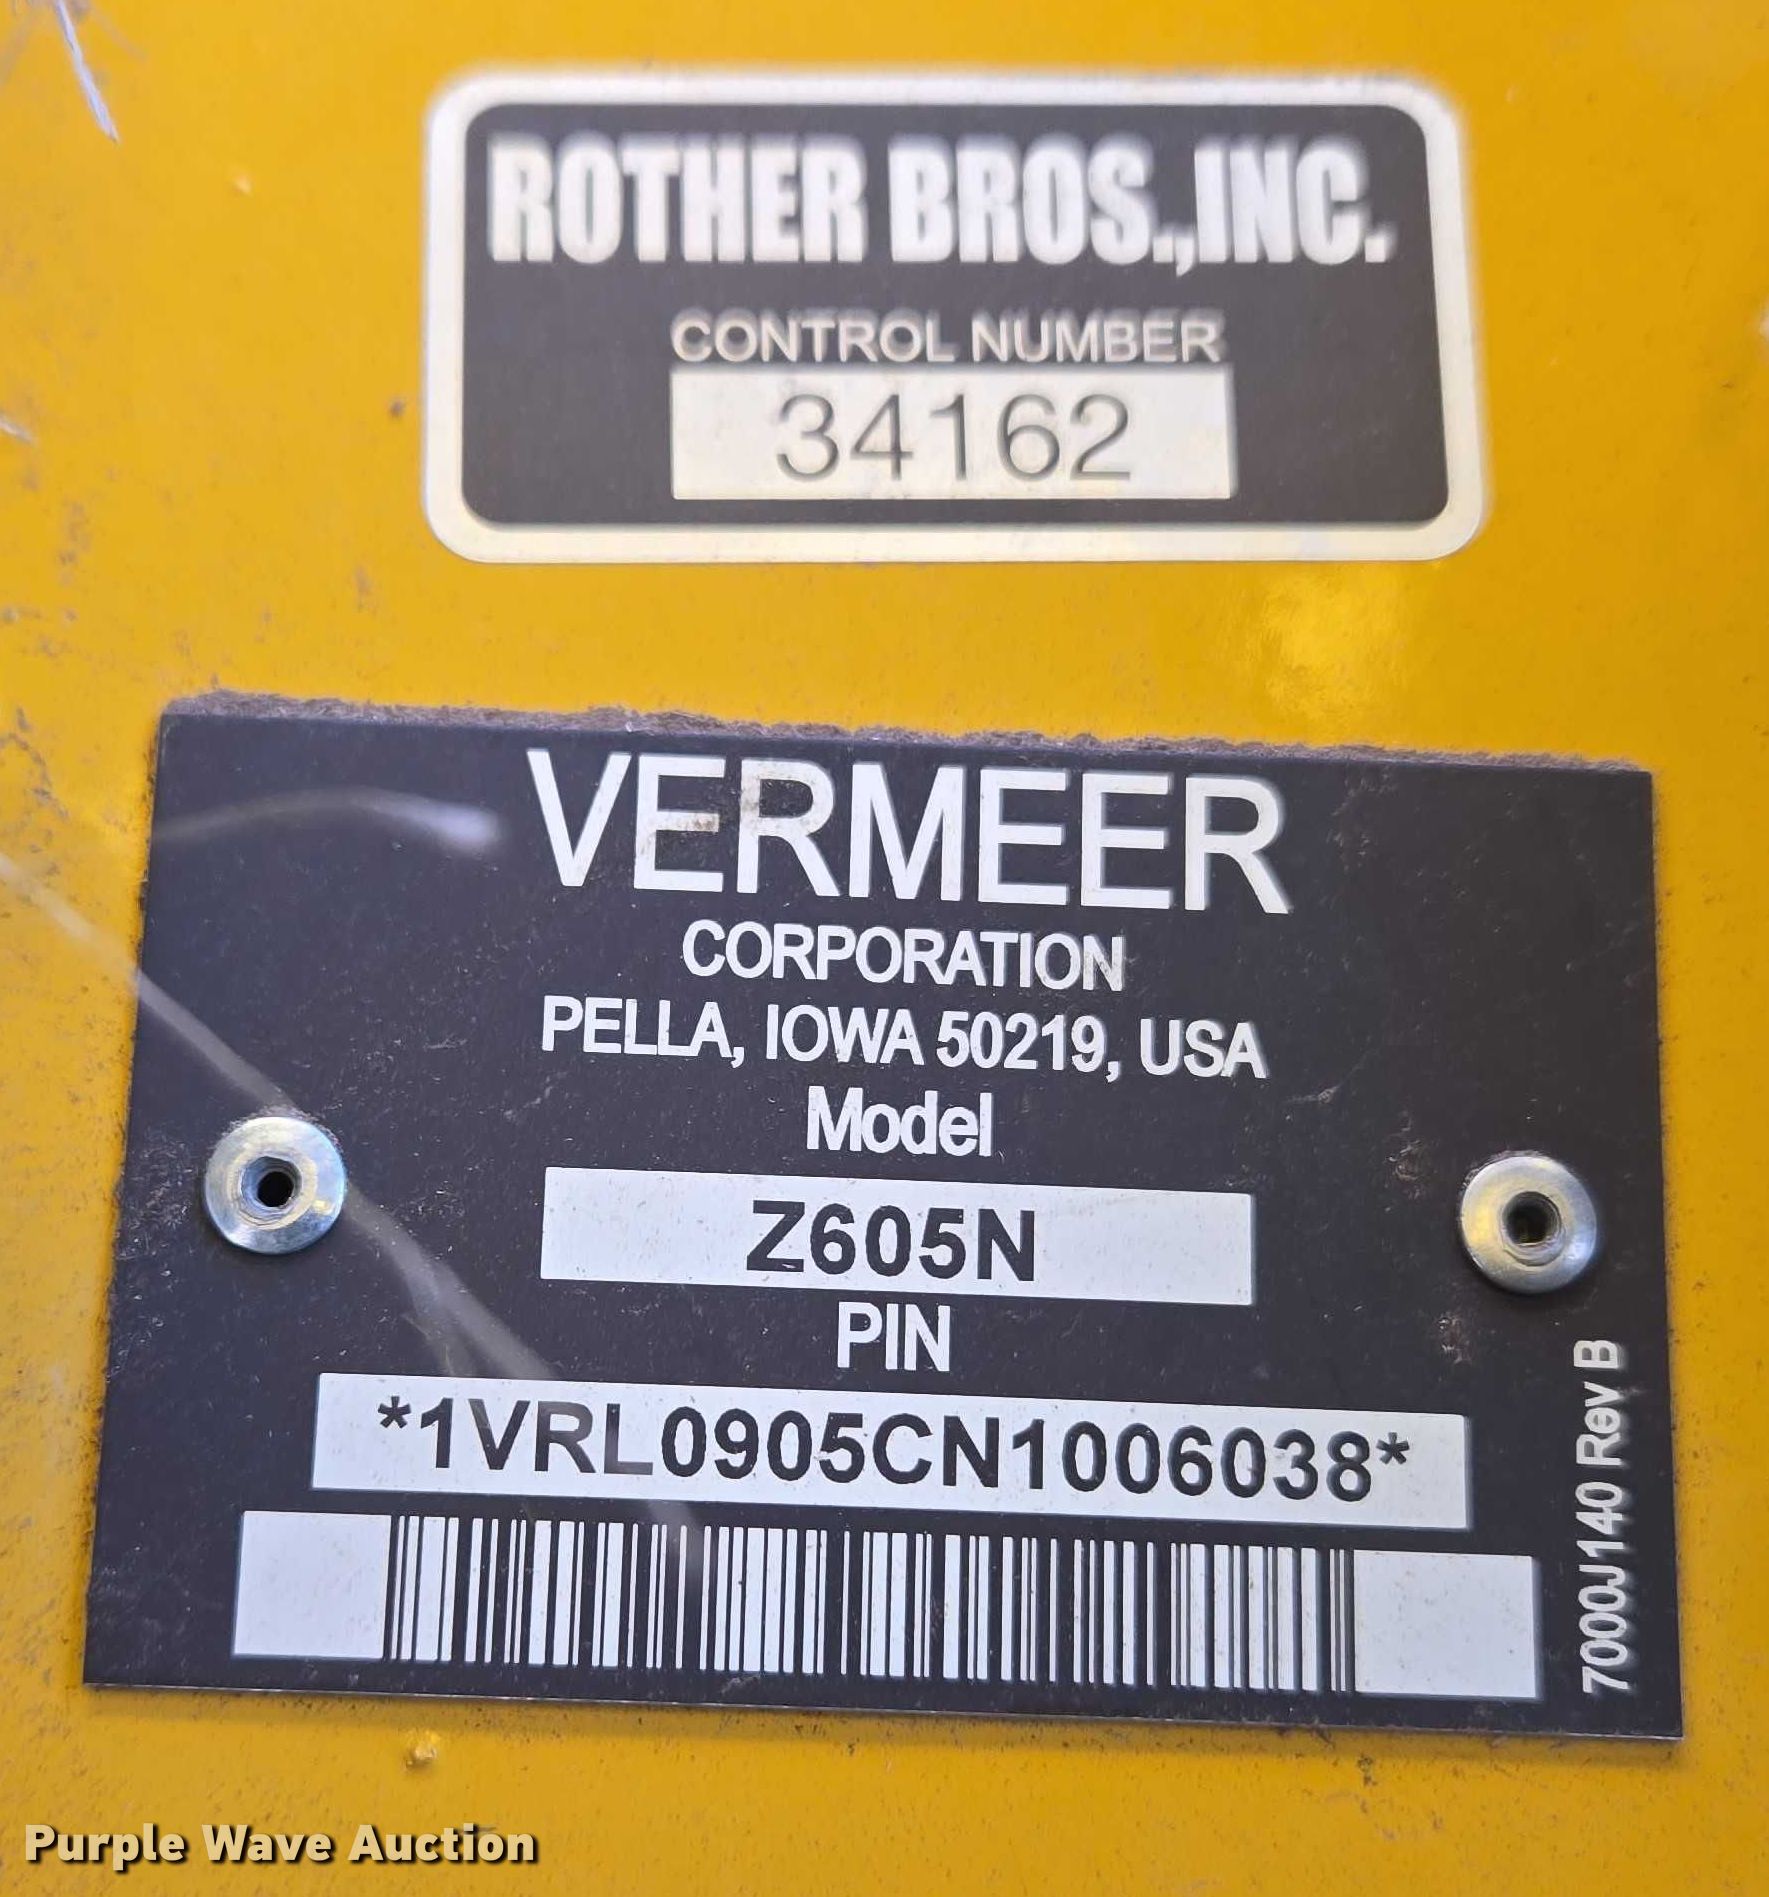 ROTHER BROS.,INC.
CONTROL NUMBER
34162
VERMEER
CORPORATION
PELLA, IOWA 50219, USA
Model
Z605N
PIN
*1VRL0905CN1006038*
7000J140 Rev B
Purple Wave Auction